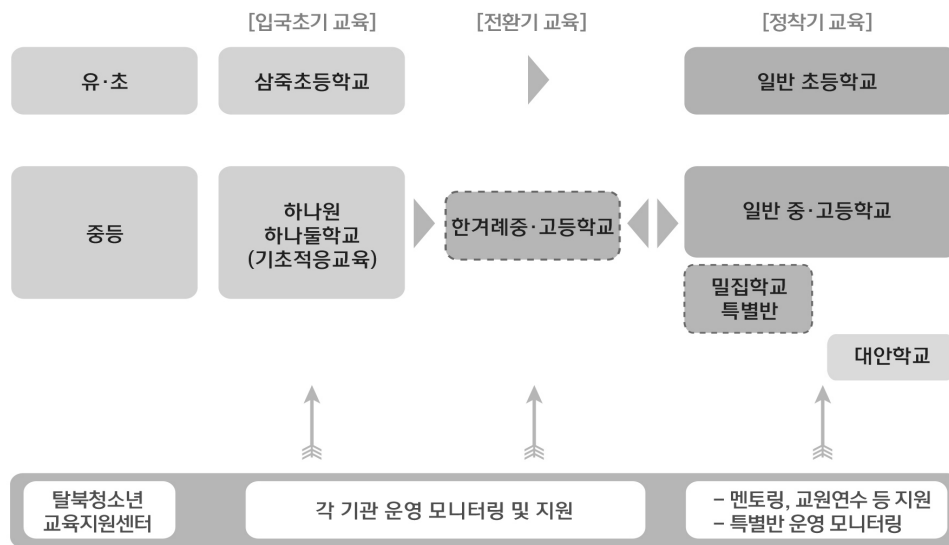 [입국초기 교육]
[전환기 교육]
[정착기 교육]
유·초
삼죽초등학교
일반 초등학교
중등
하나원
하나둘학교
(기초적응교육)
한겨레중·고등학교
일반 중·고등학교
밀집학교
특별반
대안학교
탈북청소년
교육지원센터
각 기관 운영 모니터링 및 지원
– 멘토링, 교원연수 등 지원
– 특별반 운영 모니터링